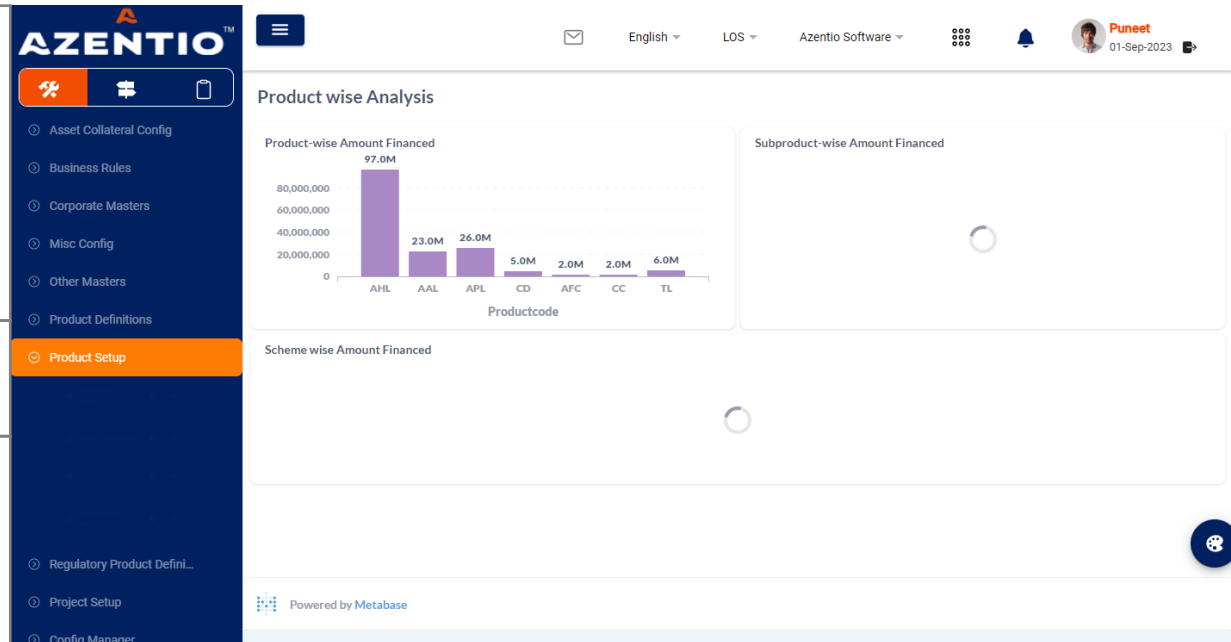 AZENTIO™
English
LOS
Azentio Software
Puneet
01-Sep-2023
Asset Collateral Config
Business Rules
Corporate Masters
Misc Config
Other Masters
Product Definitions
Product Setup
Regulatory Product Defini...
Project Setup
Config Manager
Product wise Analysis
Product-wise Amount Financed
97.0M
80,000,000
60,000,000
40,000,000
20,000,000
0
23.0M
26.0M
5.0M
2.0M
2.0M
6.0M
AHL
AAL
APL
CD
AFC
CC
TL
Productcode
Subproduct-wise Amount Financed
Scheme wise Amount Financed
Powered by Metabase